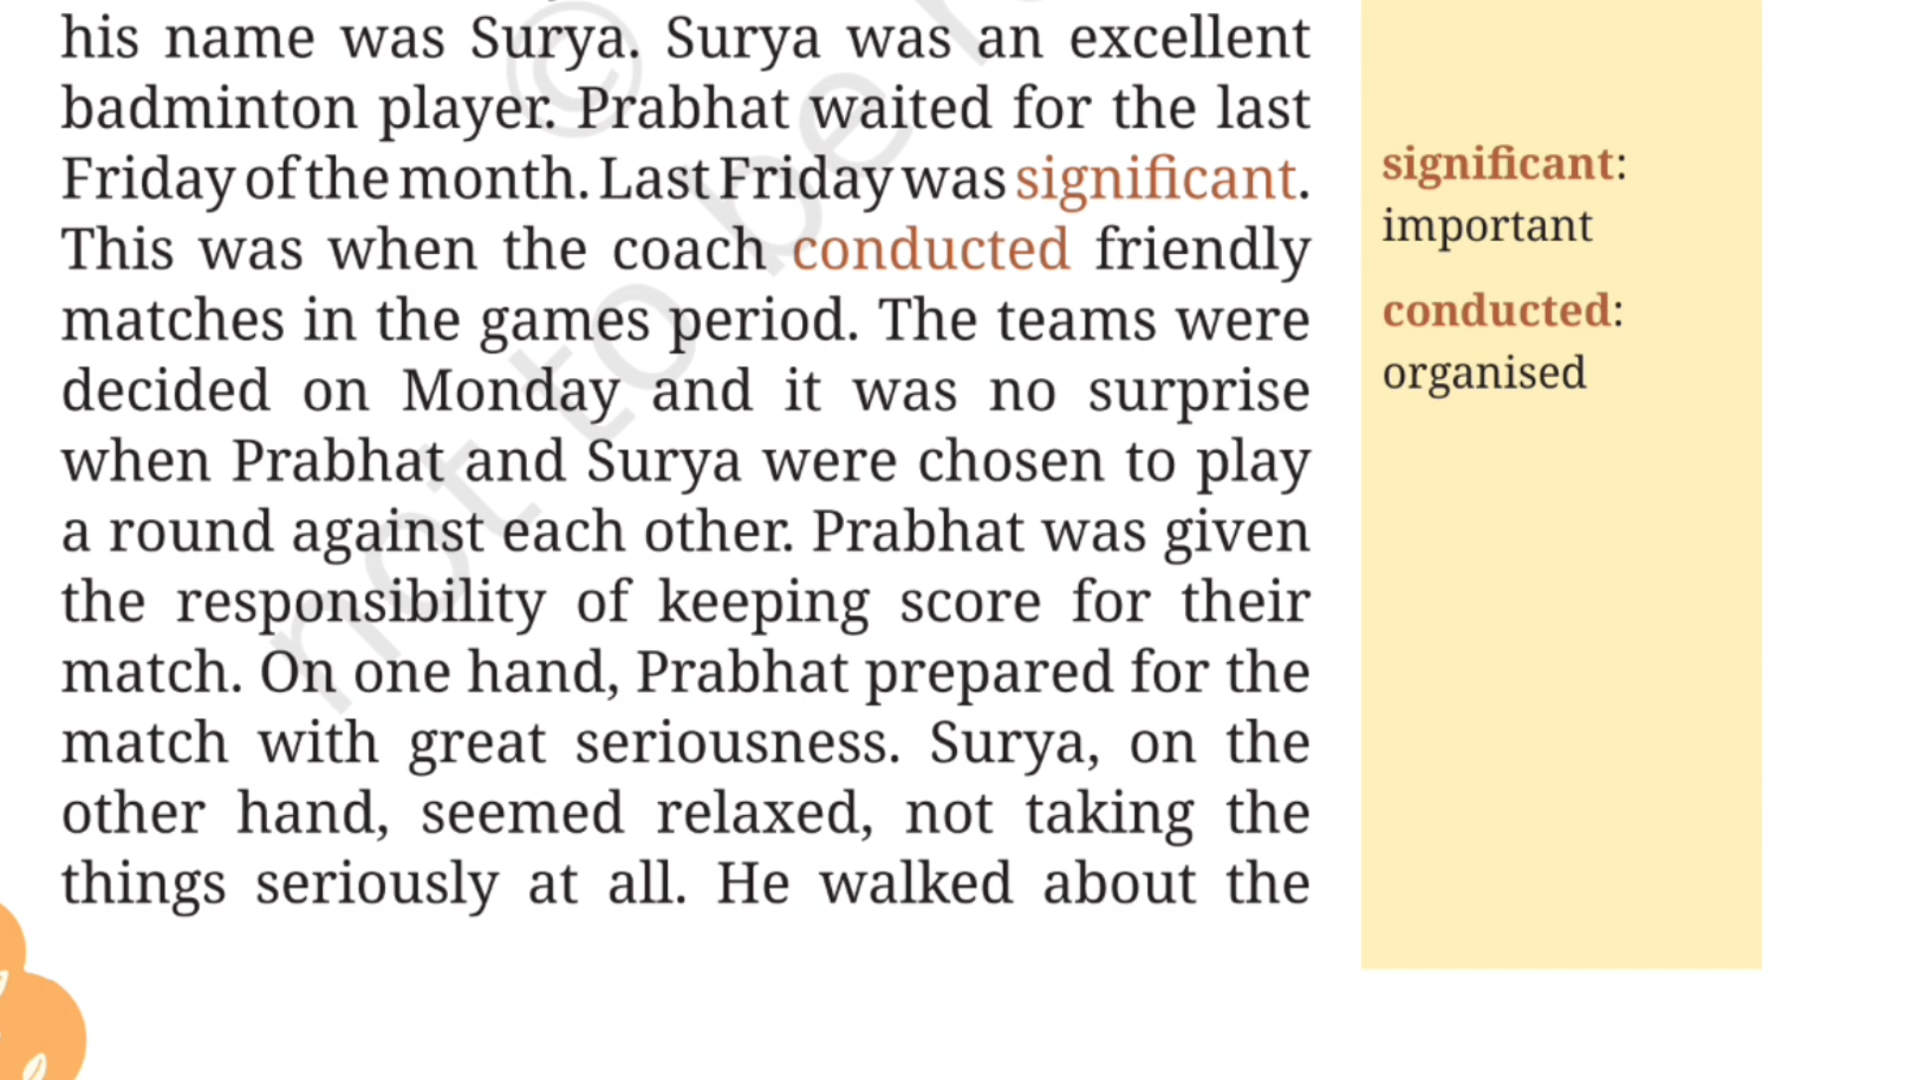 his name was Surya. Surya was an excellent
badminton player. Prabhat waited for the last
Friday of the month. Last Friday was significant.
This was when the coach conducted friendly
matches in the games period. The teams were
decided on Monday and it was no surprise
when Prabhat and Surya were chosen to play
a round against each other. Prabhat was given
the responsibility of keeping score for their
match. On one hand, Prabhat prepared for the
match with great seriousness. Surya, on the
other hand, seemed relaxed, not taking the
things seriously at all. He walked about the
significant:
important
conducted:
organised
© not to be